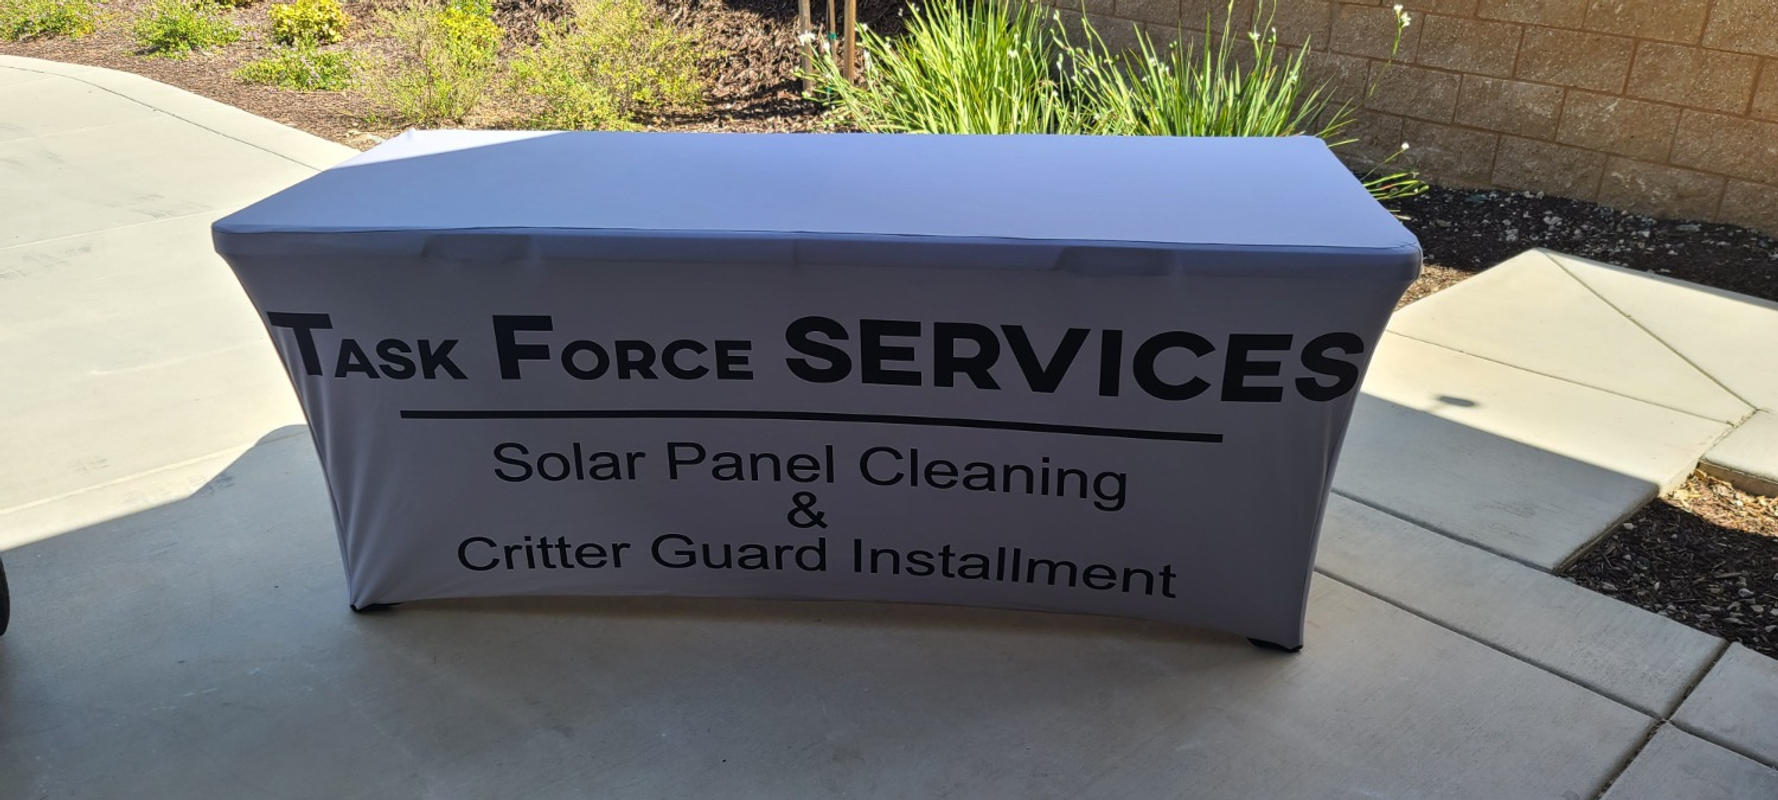 Task Force SERVICES
Solar Panel Cleaning
&
Critter Guard Installment